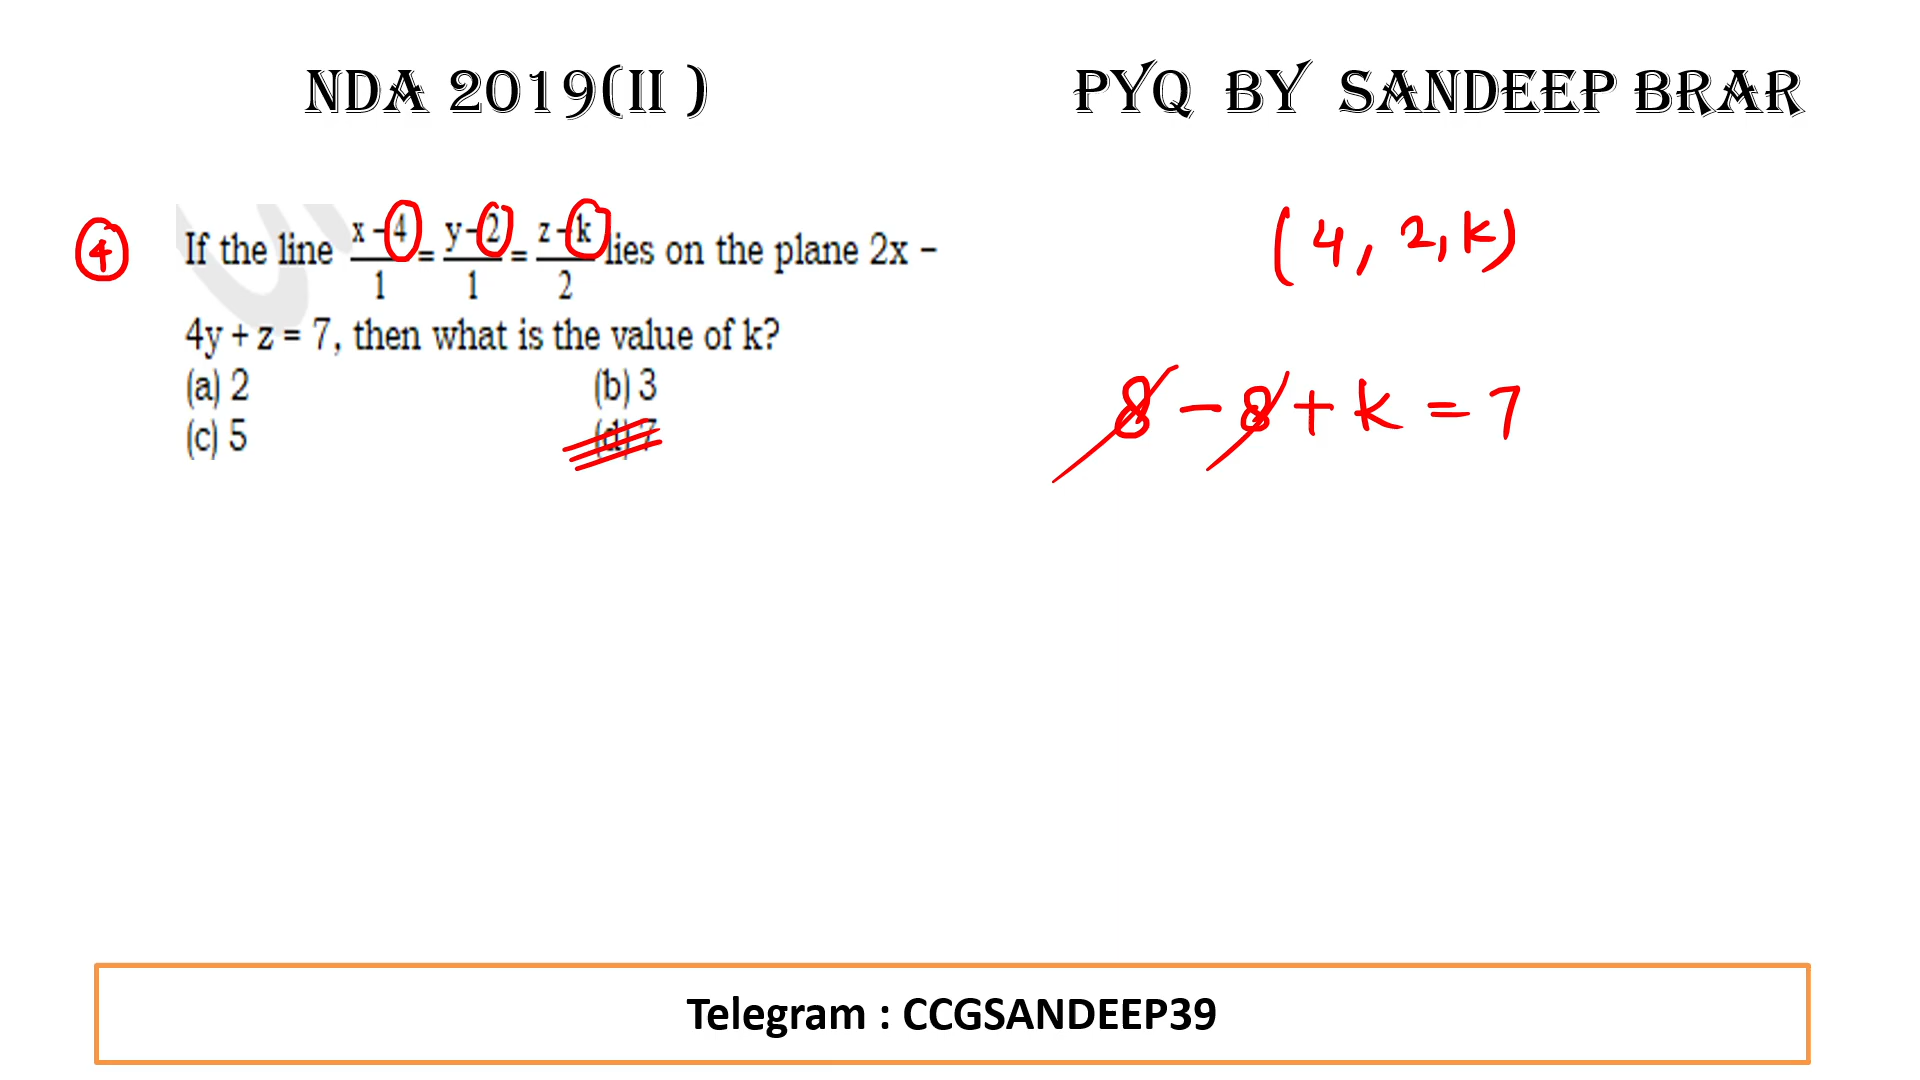 NDA 2019(II ) PYQ BY SANDEEP BRAR
④ If the line (x-4)/1 = (y-2)/1 = (z-k)/2 lies on the plane 2x –
4y + z = 7, then what is the value of k?
(a) 2 (b) 3
(c) 5 (d) 7
(4, 2, k)
8 - 8 + k = 7
Telegram : CCGSANDEEP39